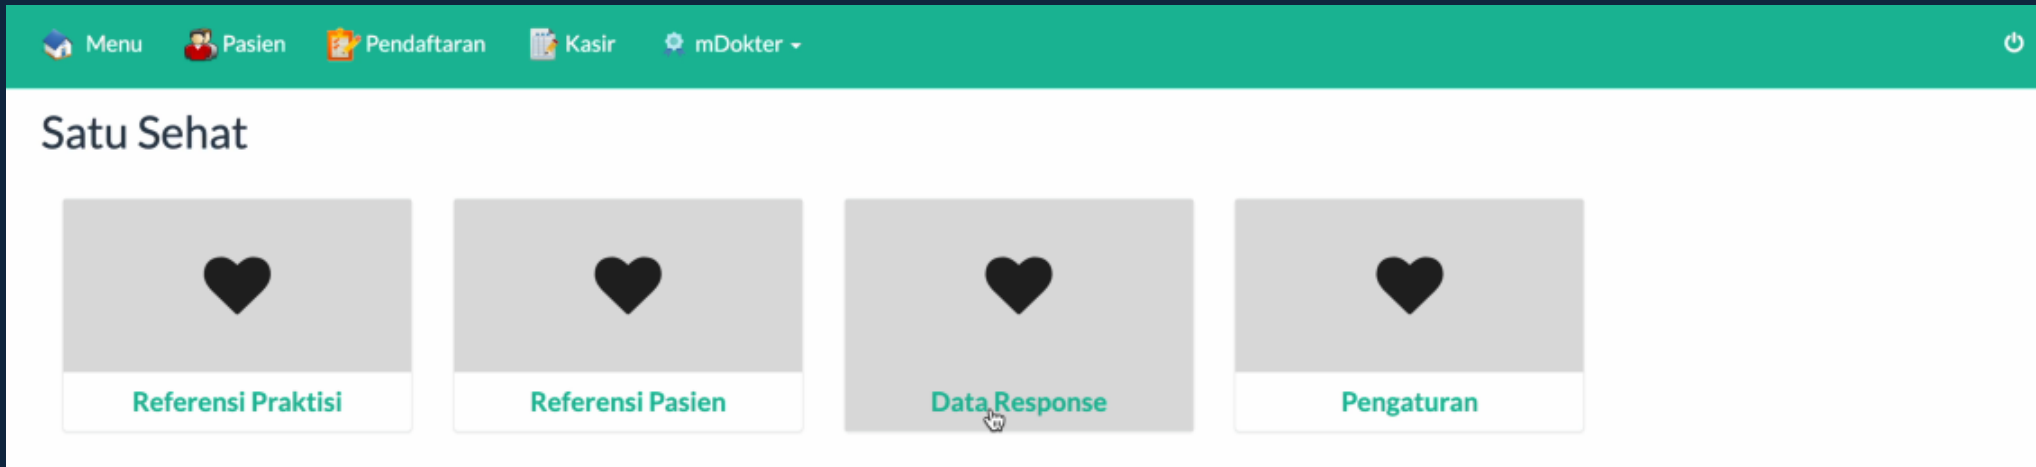 Menu Pasien Pendaftaran Kasir mDokter
Satu Sehat
Referensi Praktisi Referensi Pasien Data Response Pengaturan